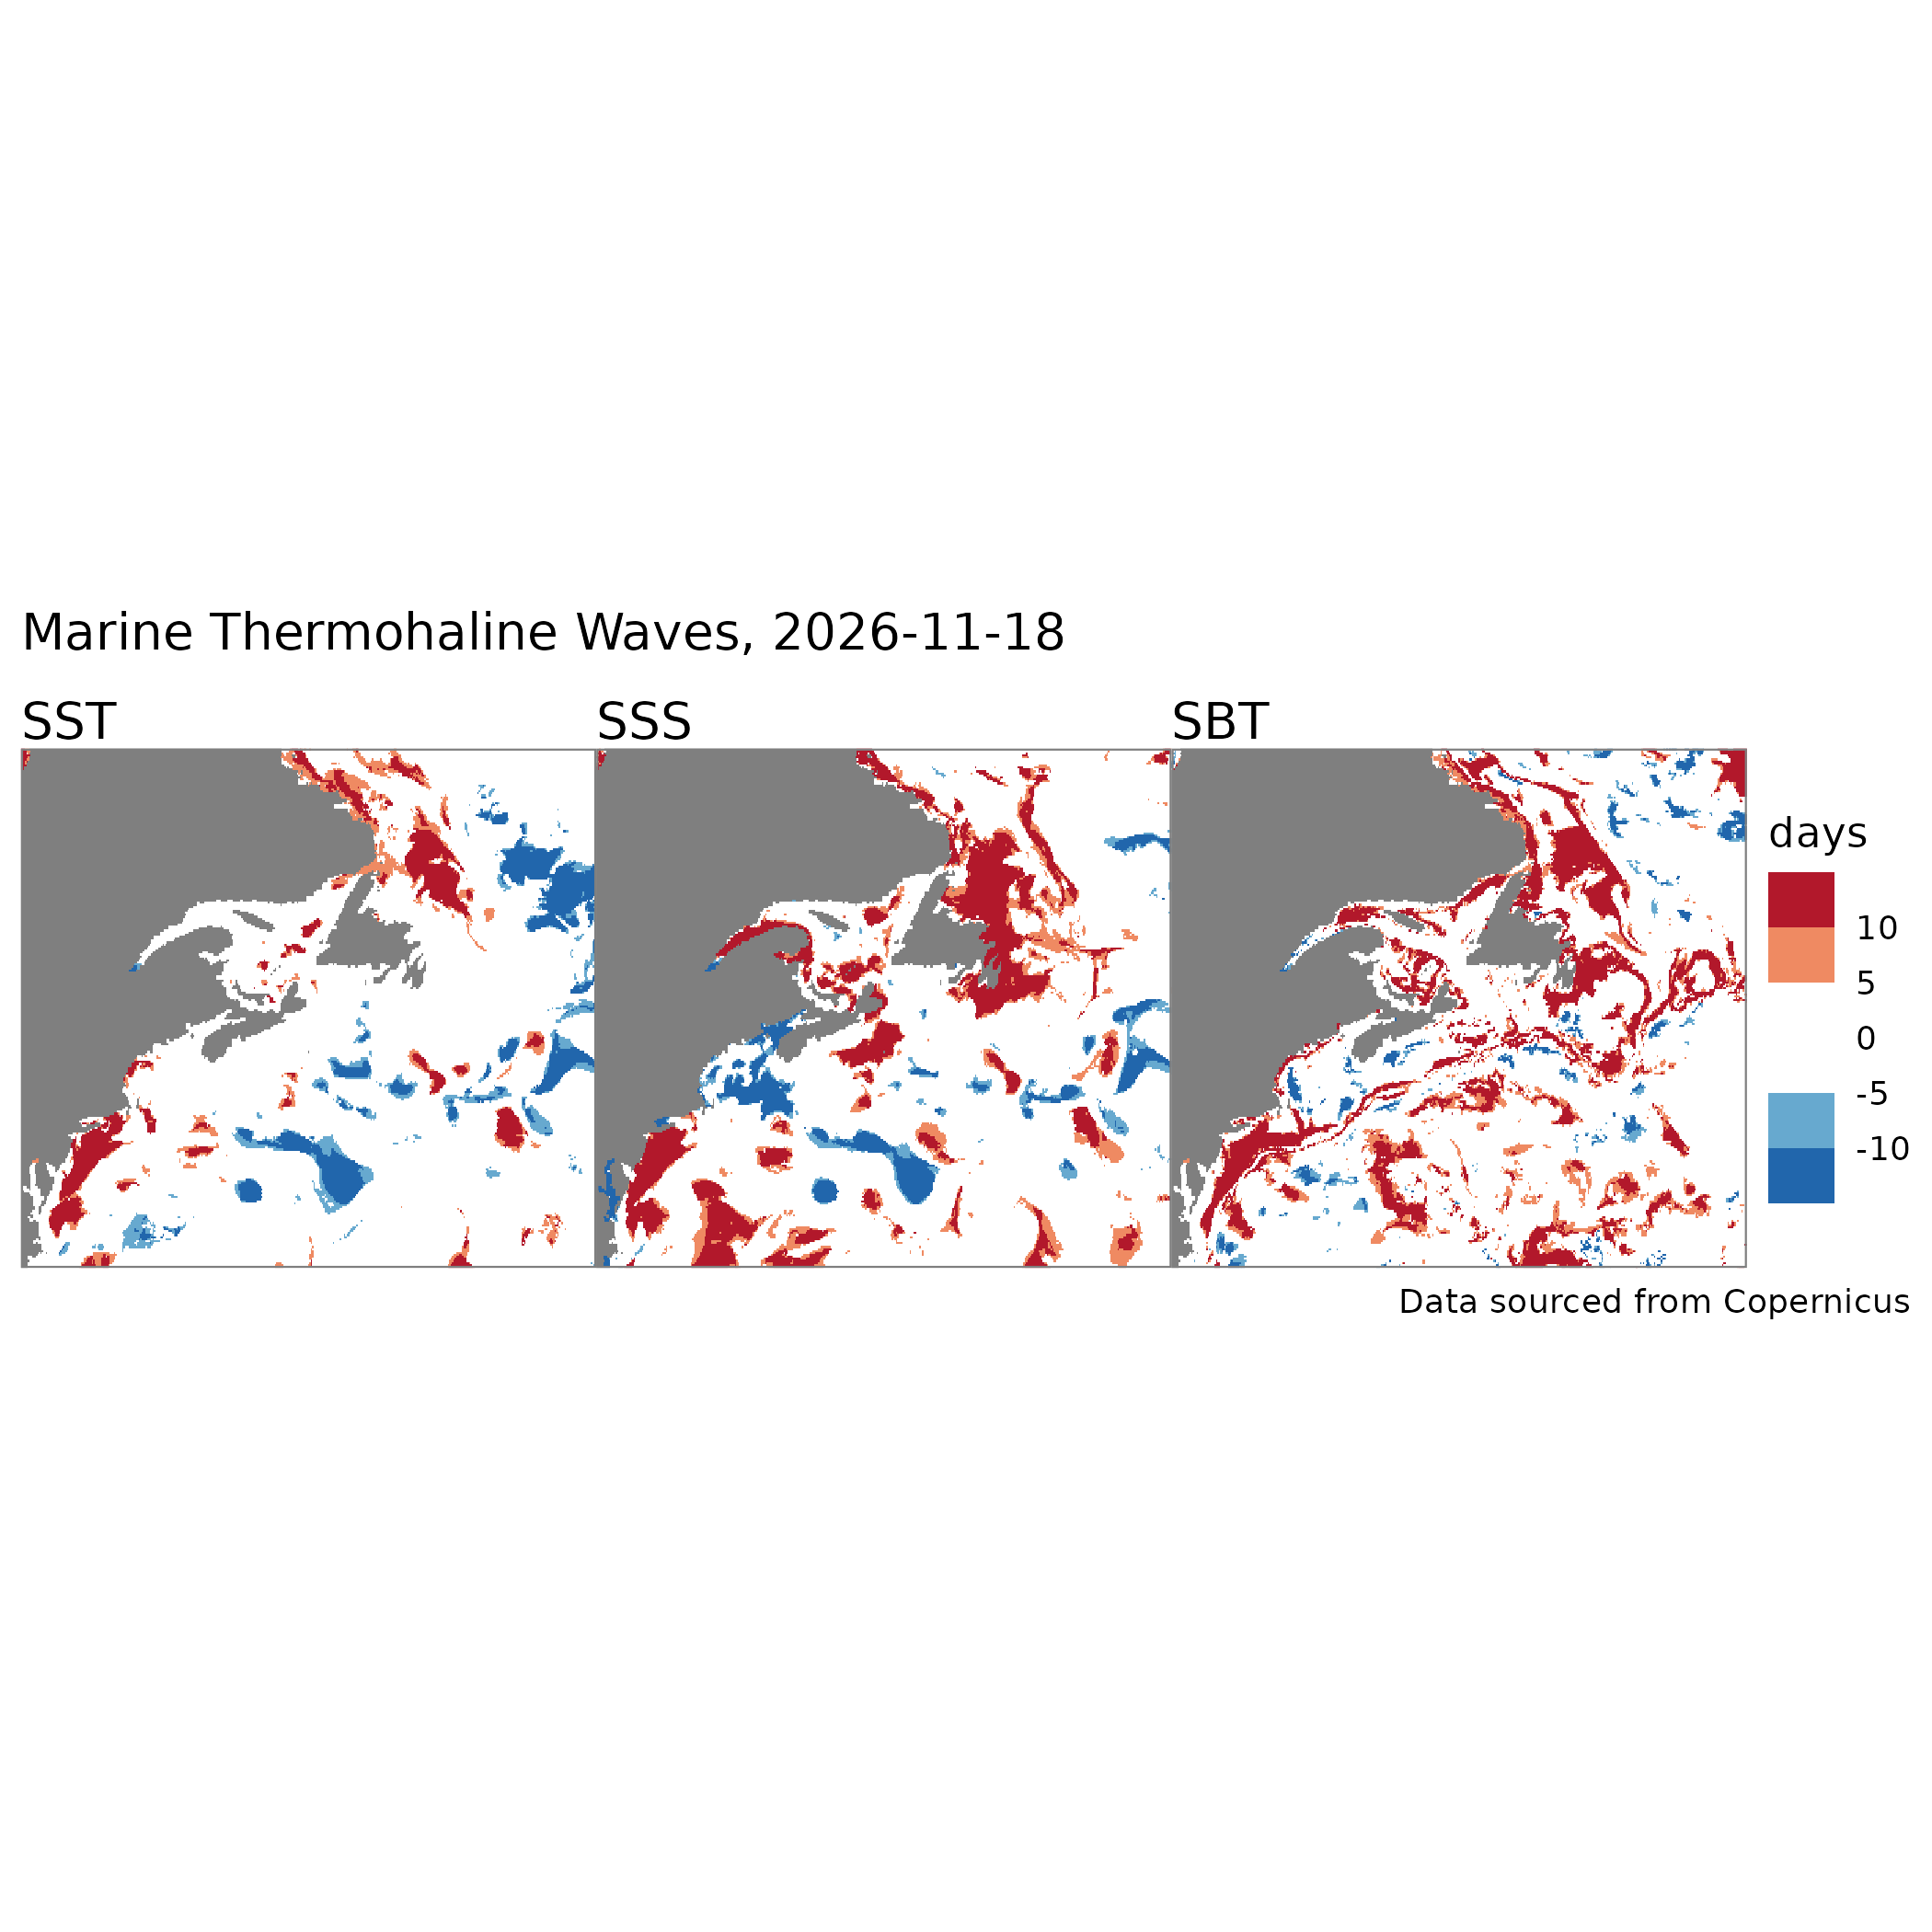 Marine Thermohaline Waves, 2026-11-18
SST
SSS
SBT
days
10
5
0
-5
-10
Data sourced from Copernicus